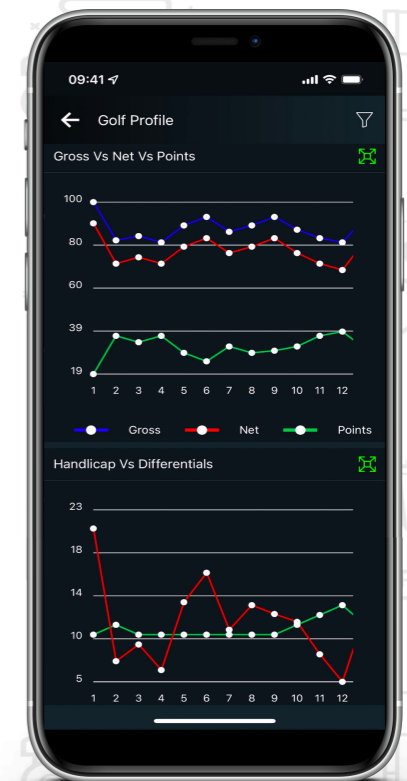 09:41
Golf Profile
Gross Vs Net Vs Points
100
80
60
39
19
1 2 3 4 5 6 7 8 9 10 11 12
Gross Net Points
Handicap Vs Differentials
23
18
14
10
5
1 2 3 4 5 6 7 8 9 10 11 12